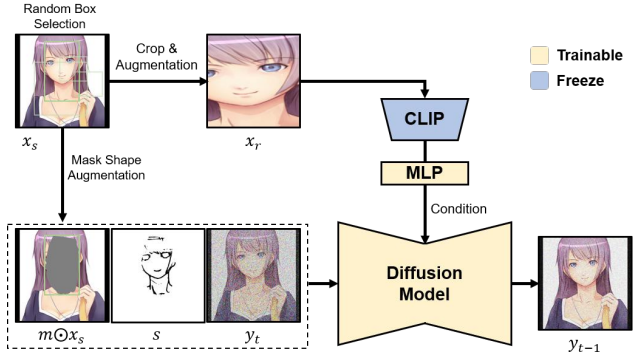 Random Box
Selection
Crop &
Augmentation
Trainable
Freeze
CLIP
x_s
x_r
Mask Shape
Augmentation
MLP
Condition
Diffusion
Model
m⊙x_s
s
y_t
y_{t−1}